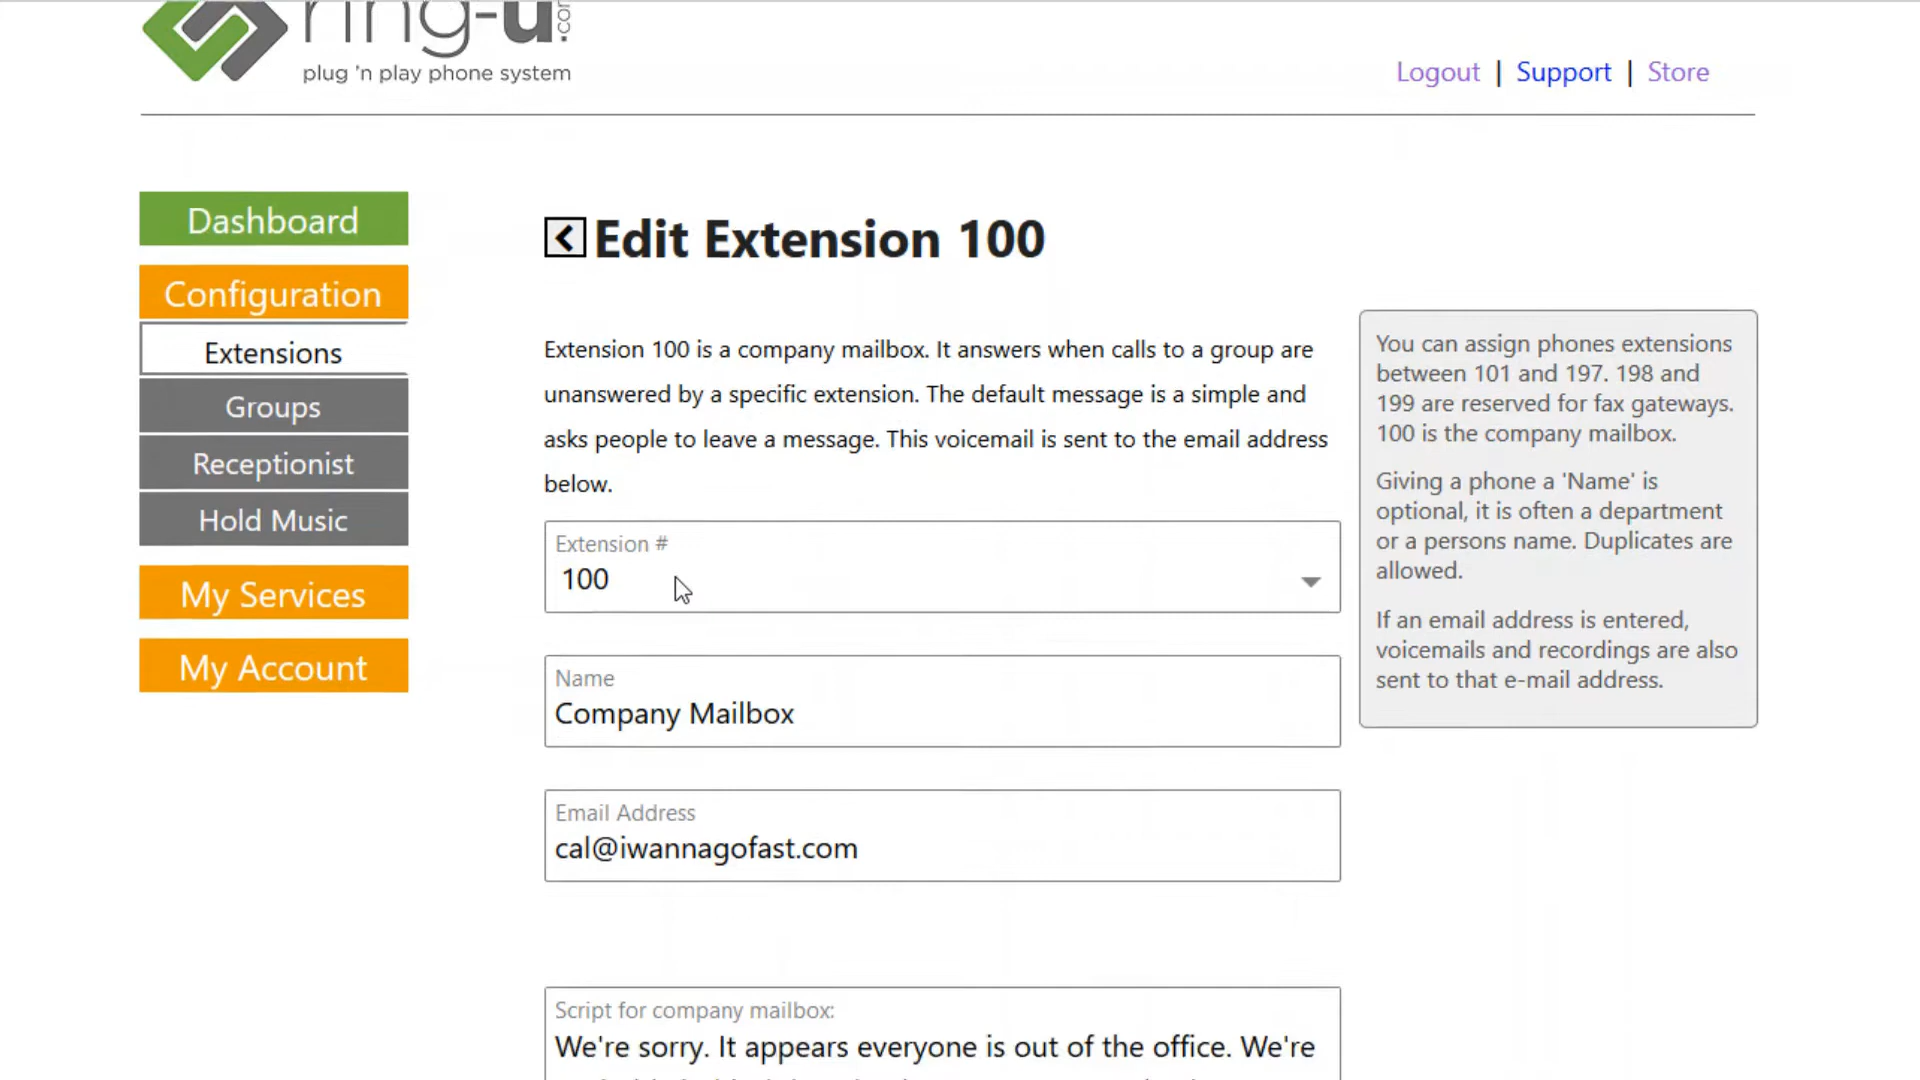 ring-u.com
plug 'n play phone system
Logout | Support | Store
Dashboard
Configuration
Extensions
Groups
Receptionist
Hold Music
My Services
My Account
< Edit Extension 100
Extension 100 is a company mailbox. It answers when calls to a group are
unanswered by a specific extension. The default message is a simple and
asks people to leave a message. This voicemail is sent to the email address
below.
Extension #
100
Name
Company Mailbox
Email Address
cal@iwannagofast.com
Script for company mailbox:
We're sorry. It appears everyone is out of the office. We're
You can assign phones extensions
between 101 and 197. 198 and
199 are reserved for fax gateways.
100 is the company mailbox.
Giving a phone a 'Name' is
optional, it is often a department
or a persons name. Duplicates are
allowed.
If an email address is entered,
voicemails and recordings are also
sent to that e-mail address.